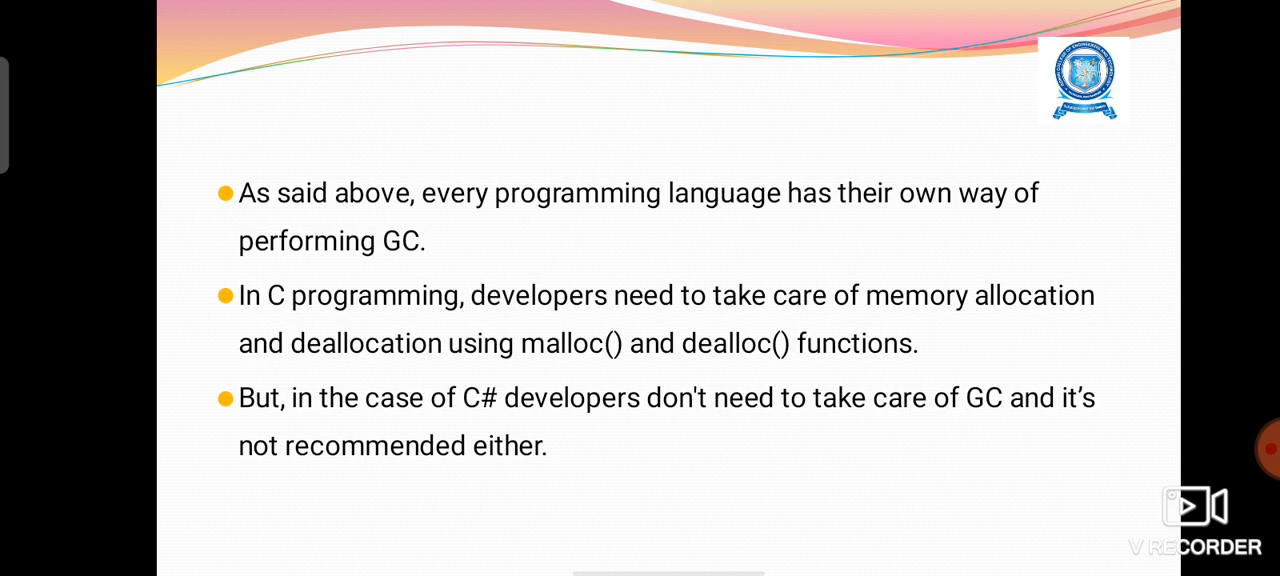 As said above, every programming language has their own way of
performing GC.
In C programming, developers need to take care of memory allocation
and deallocation using malloc() and dealloc() functions.
But, in the case of C# developers don't need to take care of GC and it’s
not recommended either.
V RECORDER